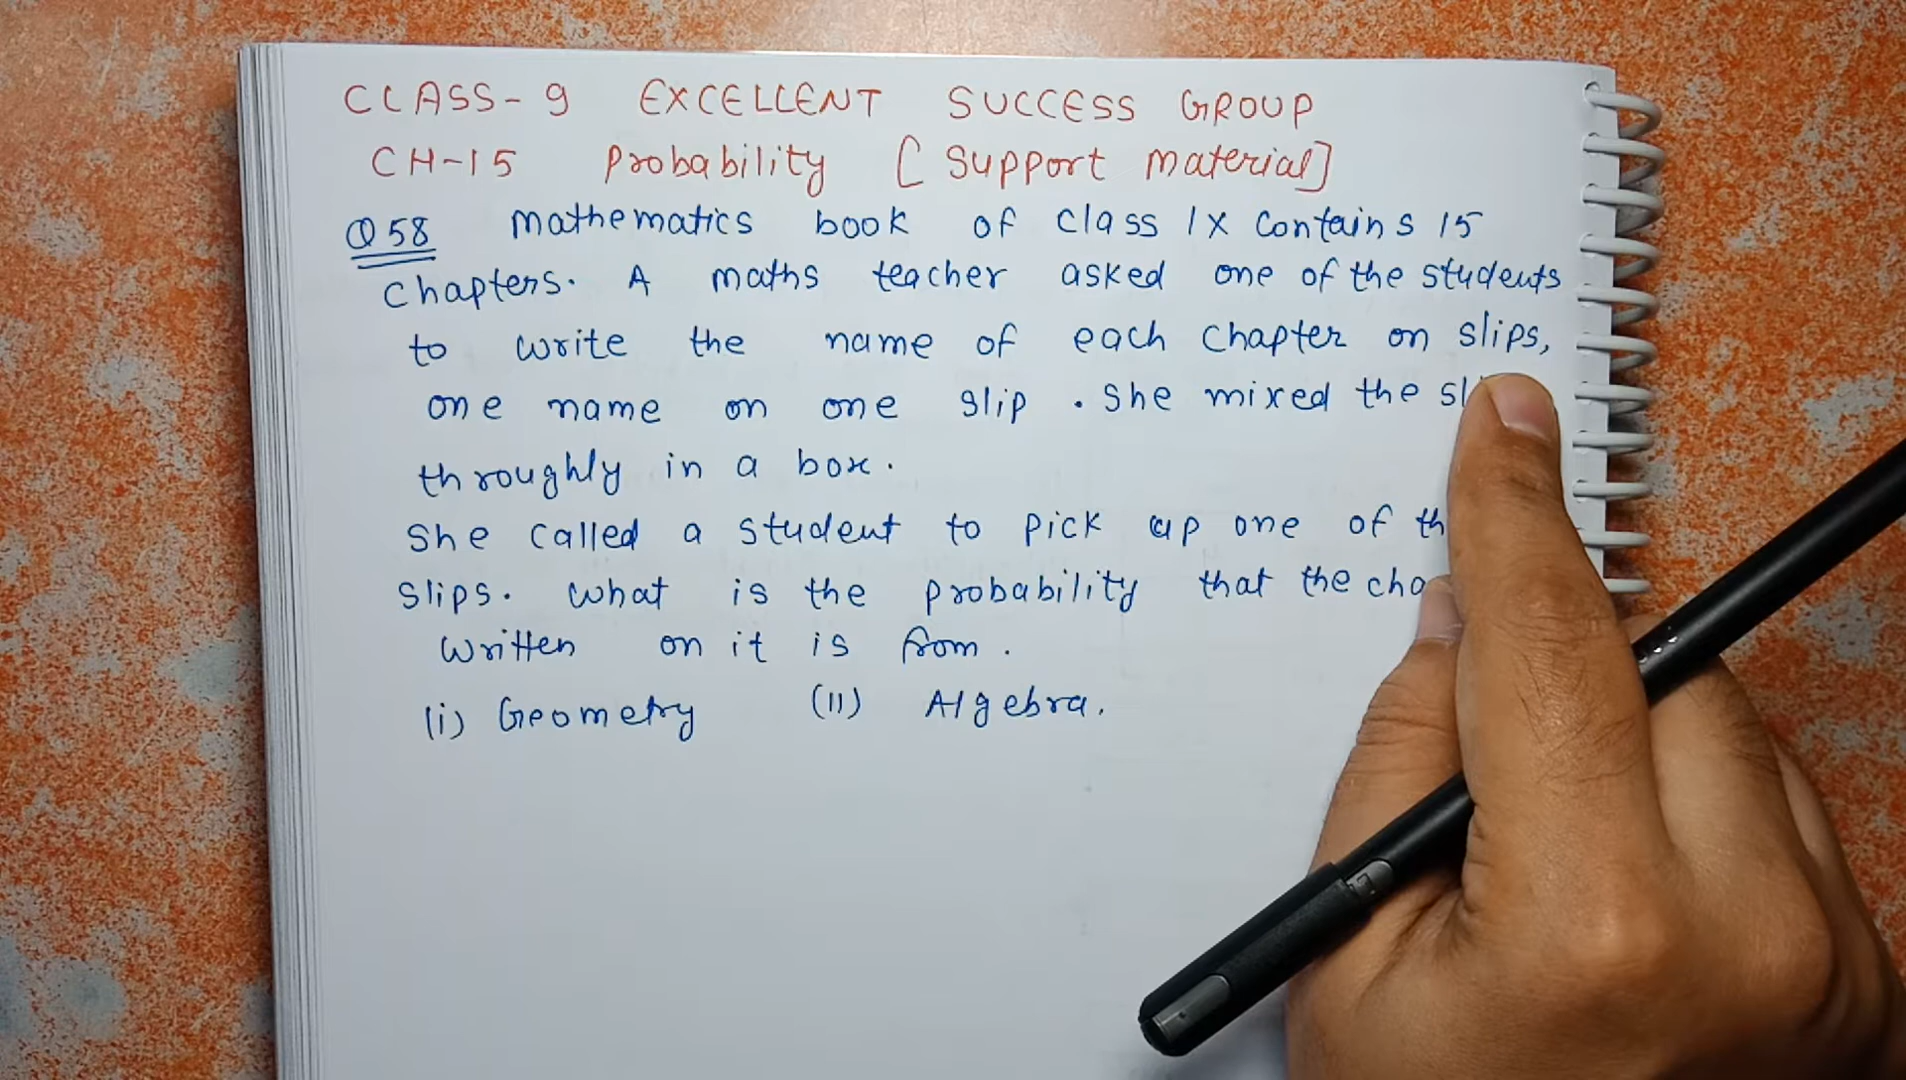 CLASS-9 EXCELLENT SUCCESS GROUP
CH-15 Probability [Support material]
Q58 mathematics book of class IX contains 15
chapters. A maths teacher asked one of the students
to write the name of each chapter on slips,
one name on one slip. She mixed the
throughly in a box.
She called a student to pick up one of
slips. what is the probability that the
written on it is from.
(i) Geometry (II) Algebra.